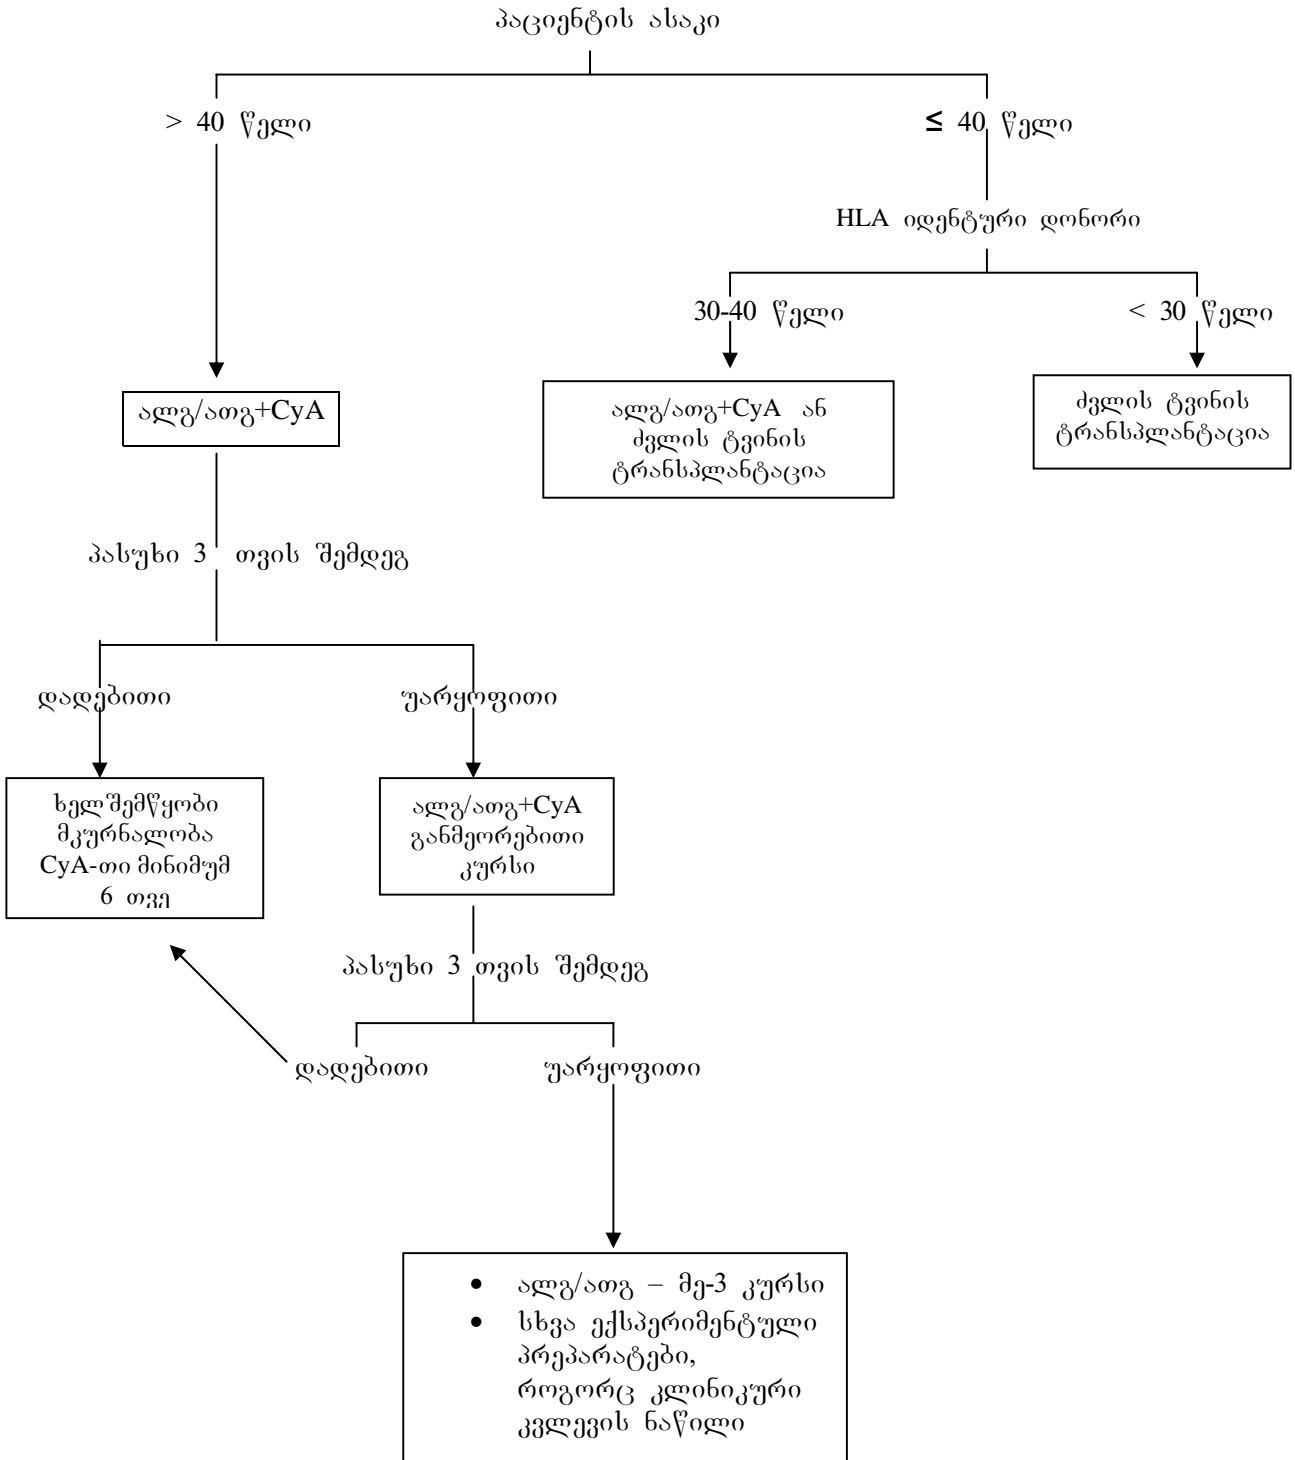 პაციენტის ასაკი
> 40 წელი
≤ 40 წელი
HLA იდენტური დონორი
30-40 წელი
< 30 წელი
ალგ/ათგ+CyA
ალგ/ათგ+CyA ან
ძვლის ტვინის
ტრანსპლანტაცია
ძვლის ტვინის
ტრანსპლანტაცია
პასუხი 3 თვის შემდეგ
დადებითი
უარყოფითი
ხელშემწყობი
მკურნალობა
CyA-თი მინიმუმ
6 თვე
ალგ/ათგ+CyA
განმეორებითი
კურსი
პასუხი 3 თვის შემდეგ
დადებითი
უარყოფითი
• ალგ/ათგ – მე-3 კურსი
• სხვა ექსპერიმენტული
პრეპარატები,
როგორც კლინიკური
კვლევის ნაწილი